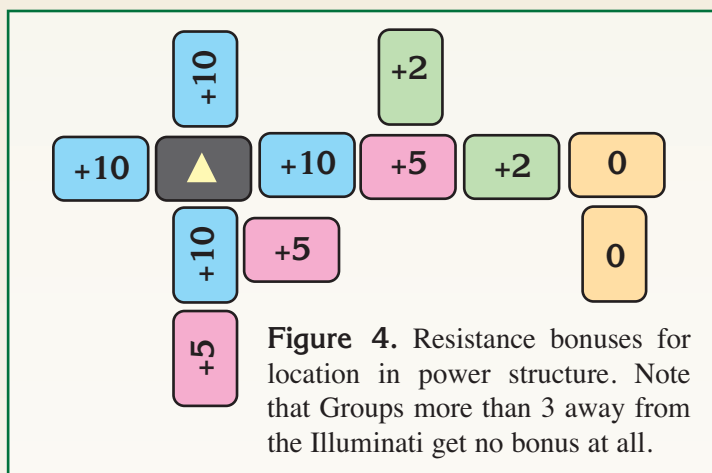 +10
+2
+10
+10
+5
+2
0
+10
+5
0
+5
Figure 4. Resistance bonuses for
location in power structure. Note
that Groups more than 3 away from
the Illuminati get no bonus at all.